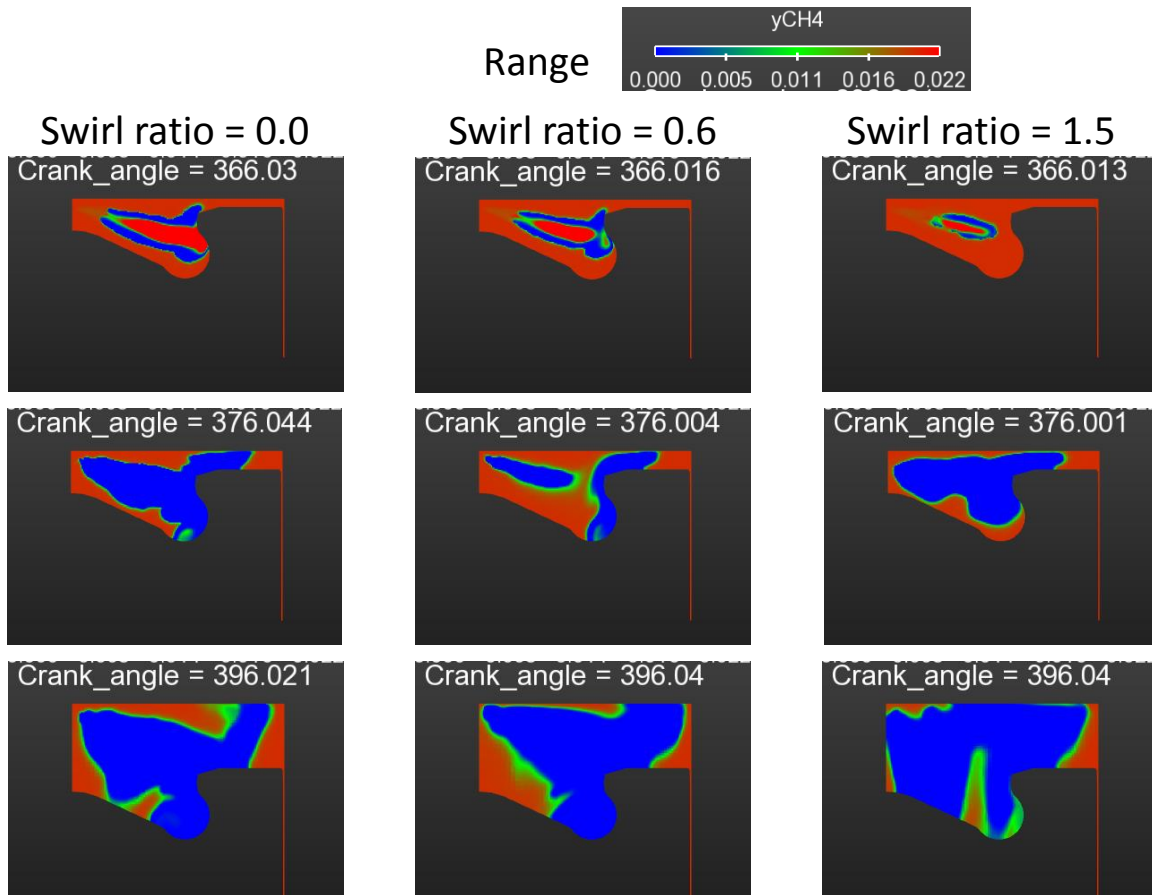 yCH4
Range
0.000 0.005 0.011 0.016 0.022
Swirl ratio = 0.0 Swirl ratio = 0.6 Swirl ratio = 1.5
Crank_angle = 366.03 Crank_angle = 366.016 Crank_angle = 366.013
Crank_angle = 376.044 Crank_angle = 376.004 Crank_angle = 376.001
Crank_angle = 396.021 Crank_angle = 396.04 Crank_angle = 396.04